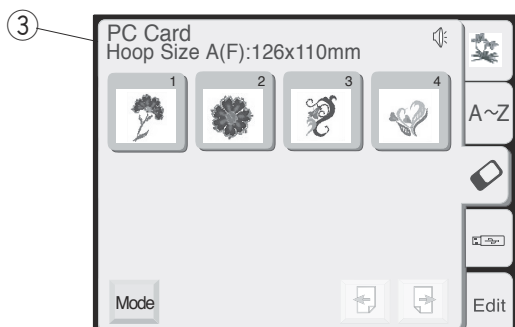 3
PC Card
Hoop Size A(F):126x110mm
1 2 3 4
A~Z
Mode
Edit